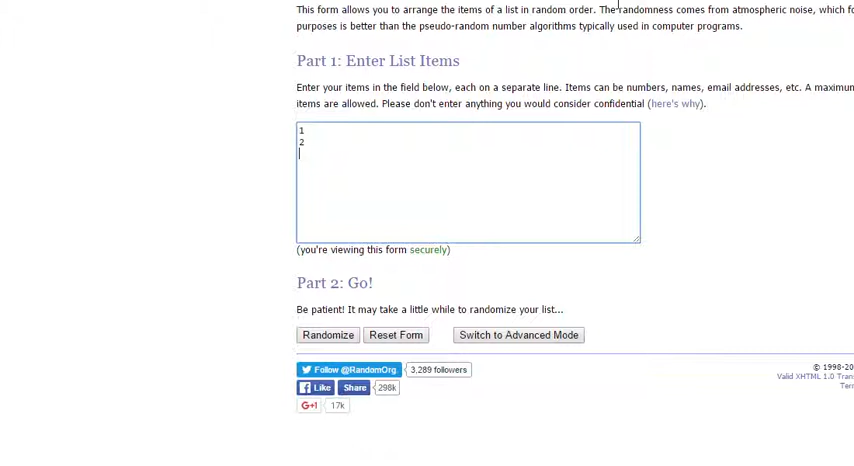 This form allows you to arrange the items of a list in random order. The randomness comes from atmospheric noise, which fo
purposes is better than the pseudo-random number algorithms typically used in computer programs.
Part 1: Enter List Items
Enter your items in the field below, each on a separate line. Items can be numbers, names, email addresses, etc. A maximum
items are allowed. Please don't enter anything you would consider confidential (here's why).
1
2
(you're viewing this form securely)
Part 2: Go!
Be patient! It may take a little while to randomize your list...
Randomize Reset Form Switch to Advanced Mode
© 1998-20
Follow @RandomOrg 3,289 followers
Valid XHTML 1.0 Tran
Like Share 298k
Ter
G+1 17k